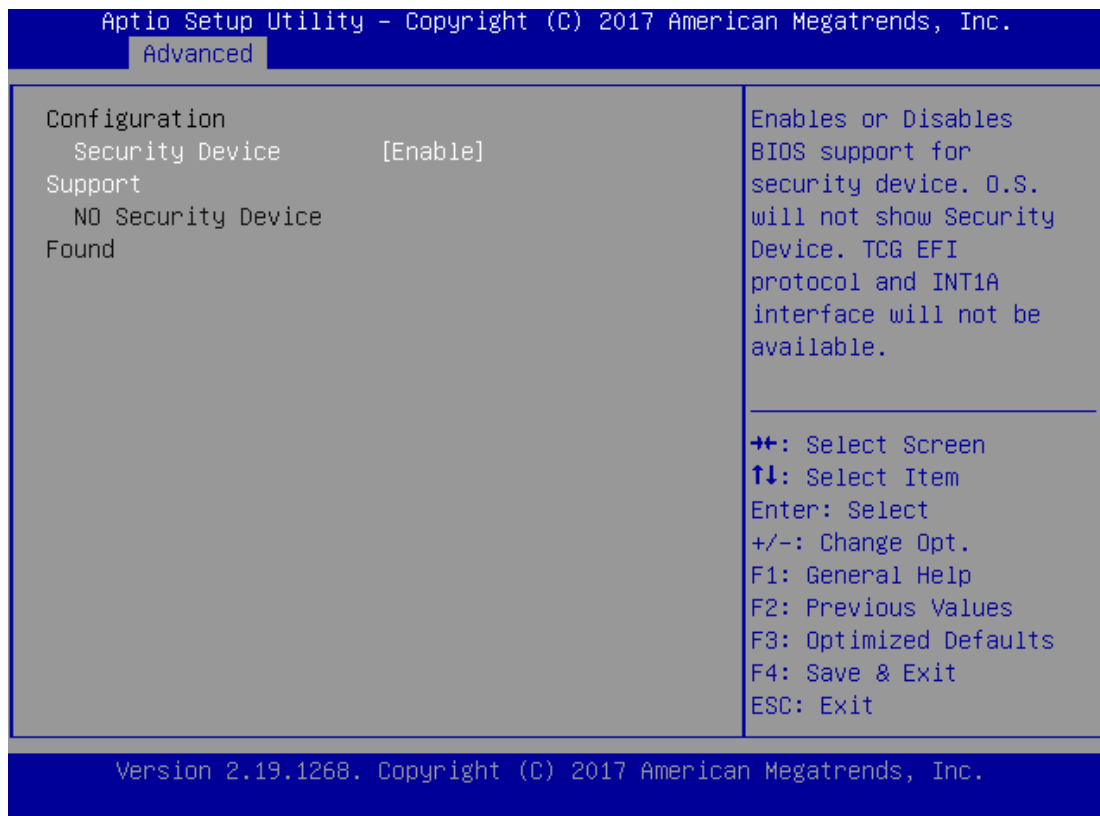 Aptio Setup Utility – Copyright (C) 2017 American Megatrends, Inc.
Advanced
Configuration
Security Device [Enable]
Support
NO Security Device
Found
Enables or Disables
BIOS support for
security device. O.S.
will not show Security
Device. TCG EFI
protocol and INT1A
interface will not be
available.
→←: Select Screen
↑↓: Select Item
Enter: Select
+/-: Change Opt.
F1: General Help
F2: Previous Values
F3: Optimized Defaults
F4: Save & Exit
ESC: Exit
Version 2.19.1268. Copyright (C) 2017 American Megatrends, Inc.